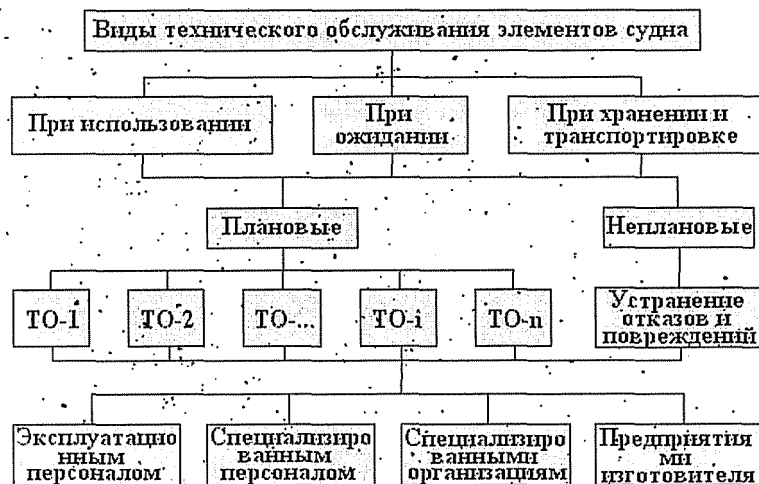 Виды технического обслуживания элементов судна
При использовании
При
ожидании
При хранении и
транспортировке
Плановые
Неплановые
ТО-1
ТО-2
ТО-...
ТО-i
ТО-n
Устранение
отказов и
повреждений
Эксплуатацио
нным
персоналом
Специализиро
ванным
персоналом
Специализиро
ванными
организациям
Предприятия
ми
изготовителя